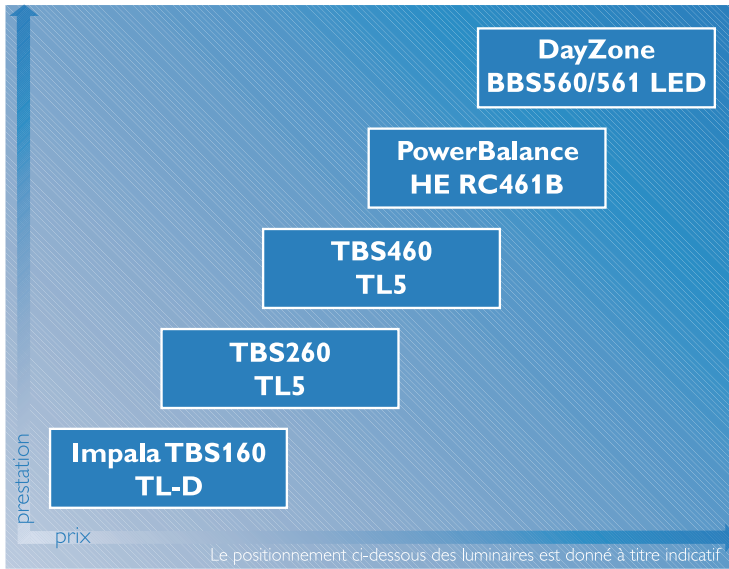 DayZone
BBS560/561 LED
PowerBalance
HE RC461B
TBS460
TL5
TBS260
TL5
Impala TBS160
TL-D
prestation
prix
Le positionnement ci-dessous des luminaires est donné à titre indicatif